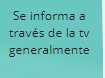 Se informa a
través de la tv
generalmente